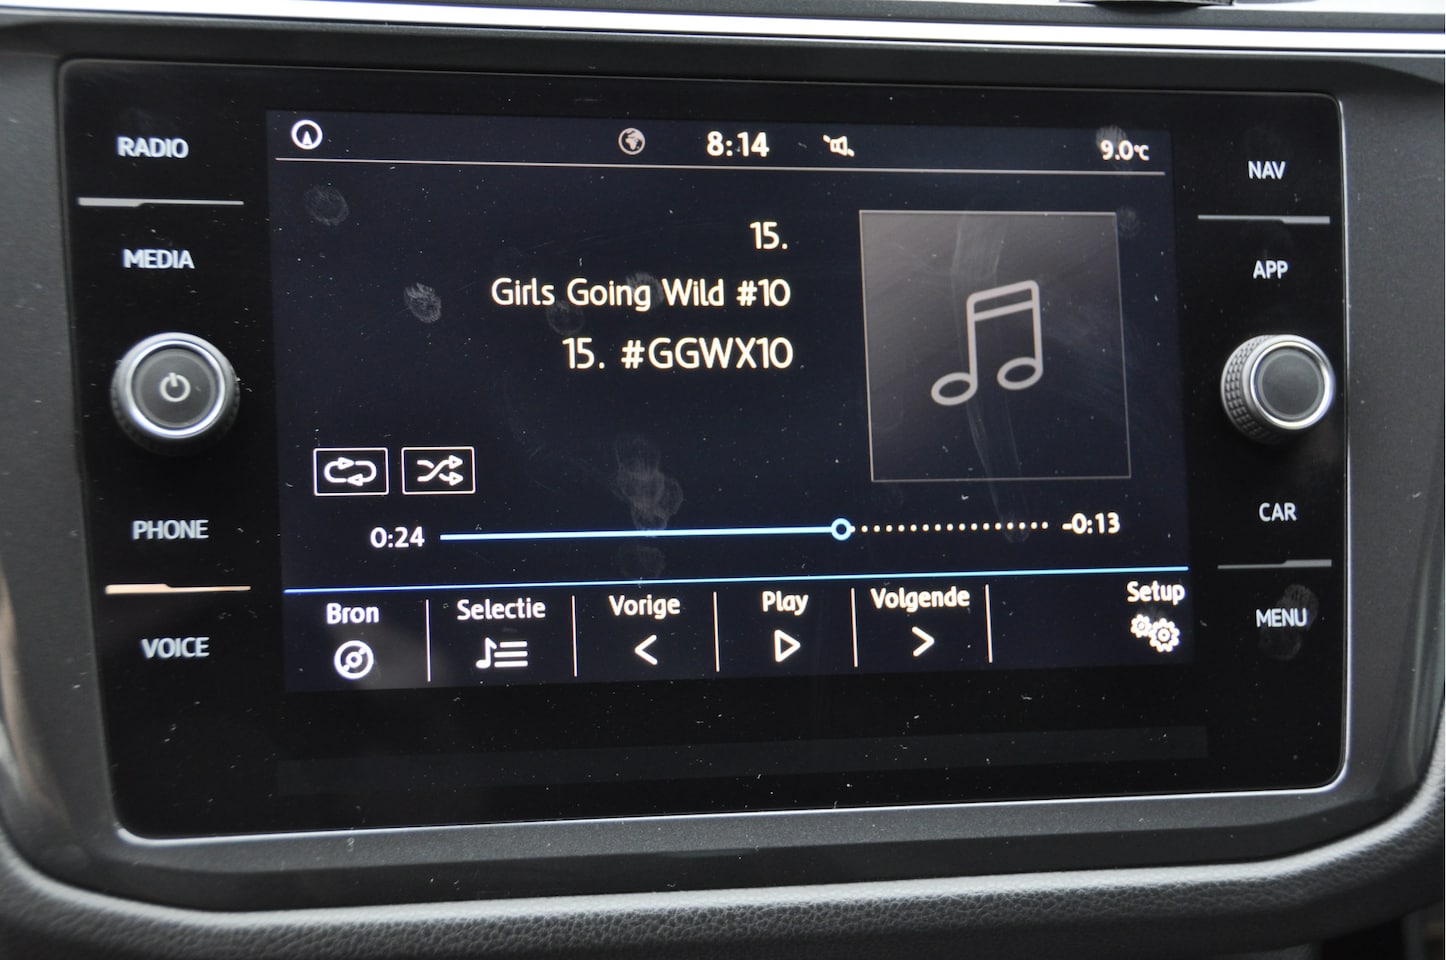 RADIO
MEDIA
PHONE
VOICE
8:14
9.0°C
15.
Girls Going Wild #10
15. #GGWX10
0:24
-0:13
Bron
Selectie
Vorige
Play
Volgende
Setup
NAV
APP
CAR
MENU